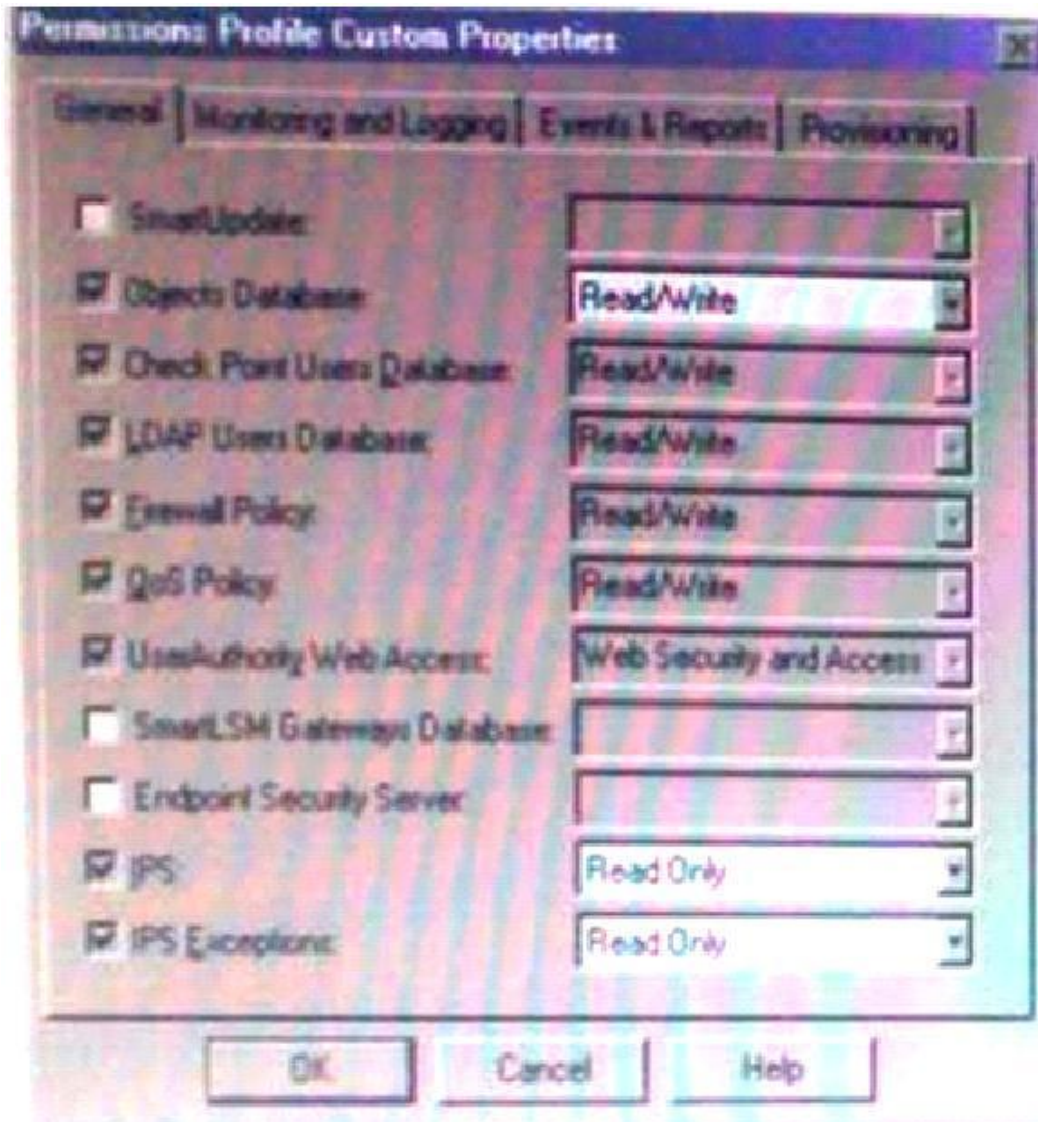 Permissions Profile Custom Properties
General Monitoring and Logging Events & Reports Provisioning
SmartUpdate:
Objects Database: Read/Write
Check Point Users Database: Read/Write
LDAP Users Database: Read/Write
Firewall Policy: Read/Write
QoS Policy: Read/Write
UserAuthority Web Access: Web Security and Access
SmartLSM Gateways Database:
Endpoint Security Server:
IPS: Read Only
IPS Exceptions: Read Only
OK Cancel Help